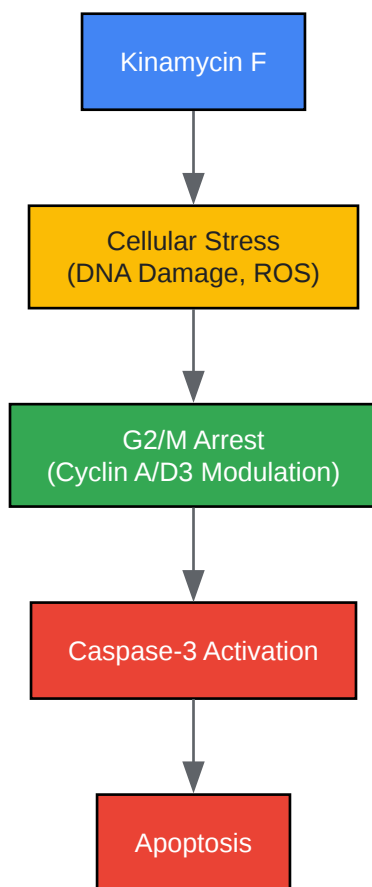 Kinamycin F
Cellular Stress
(DNA Damage, ROS)
G2/M Arrest
(Cyclin A/D3 Modulation)
Caspase-3 Activation
Apoptosis